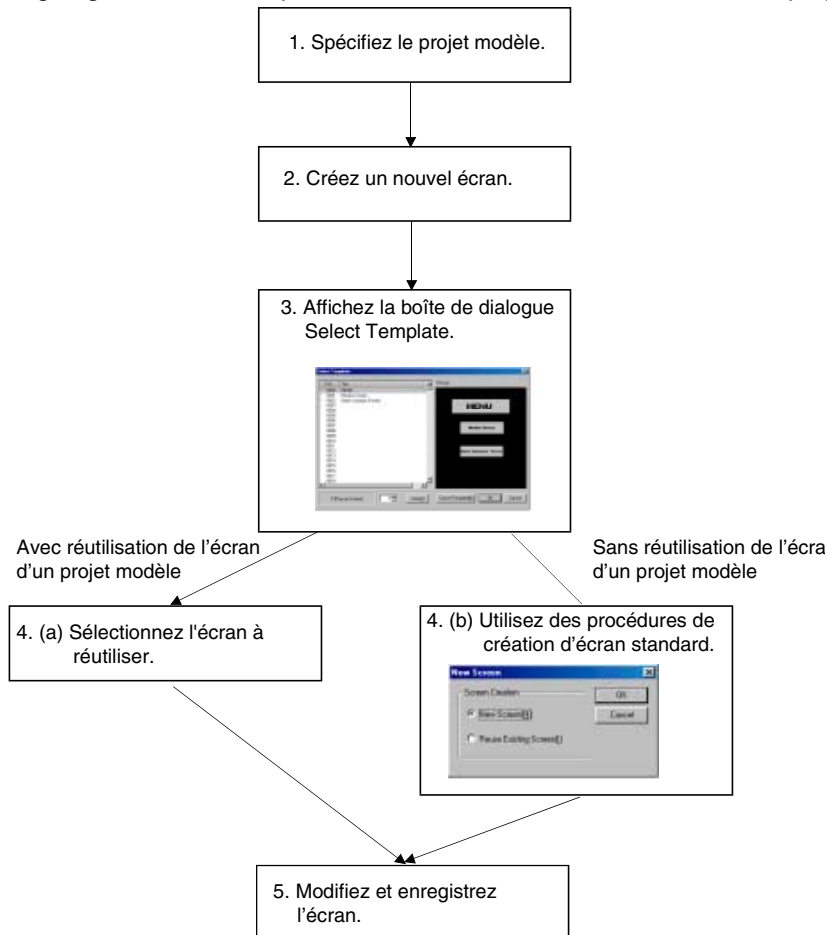 1. Spécifiez le projet modèle.
2. Créez un nouvel écran.
3. Affichez la boîte de dialogue
Select Template.
MENU
Avec réutilisation de l'écran
d'un projet modèle
Sans réutilisation de l'écra
d'un projet modèle
4. (a) Sélectionnez l'écran à
réutiliser.
4. (b) Utilisez des procédures de
création d'écran standard.
New Screen
Screen Creation
OK
New Screen
Cancel
Reuse Existing Screen
5. Modifiez et enregistrez
l'écran.